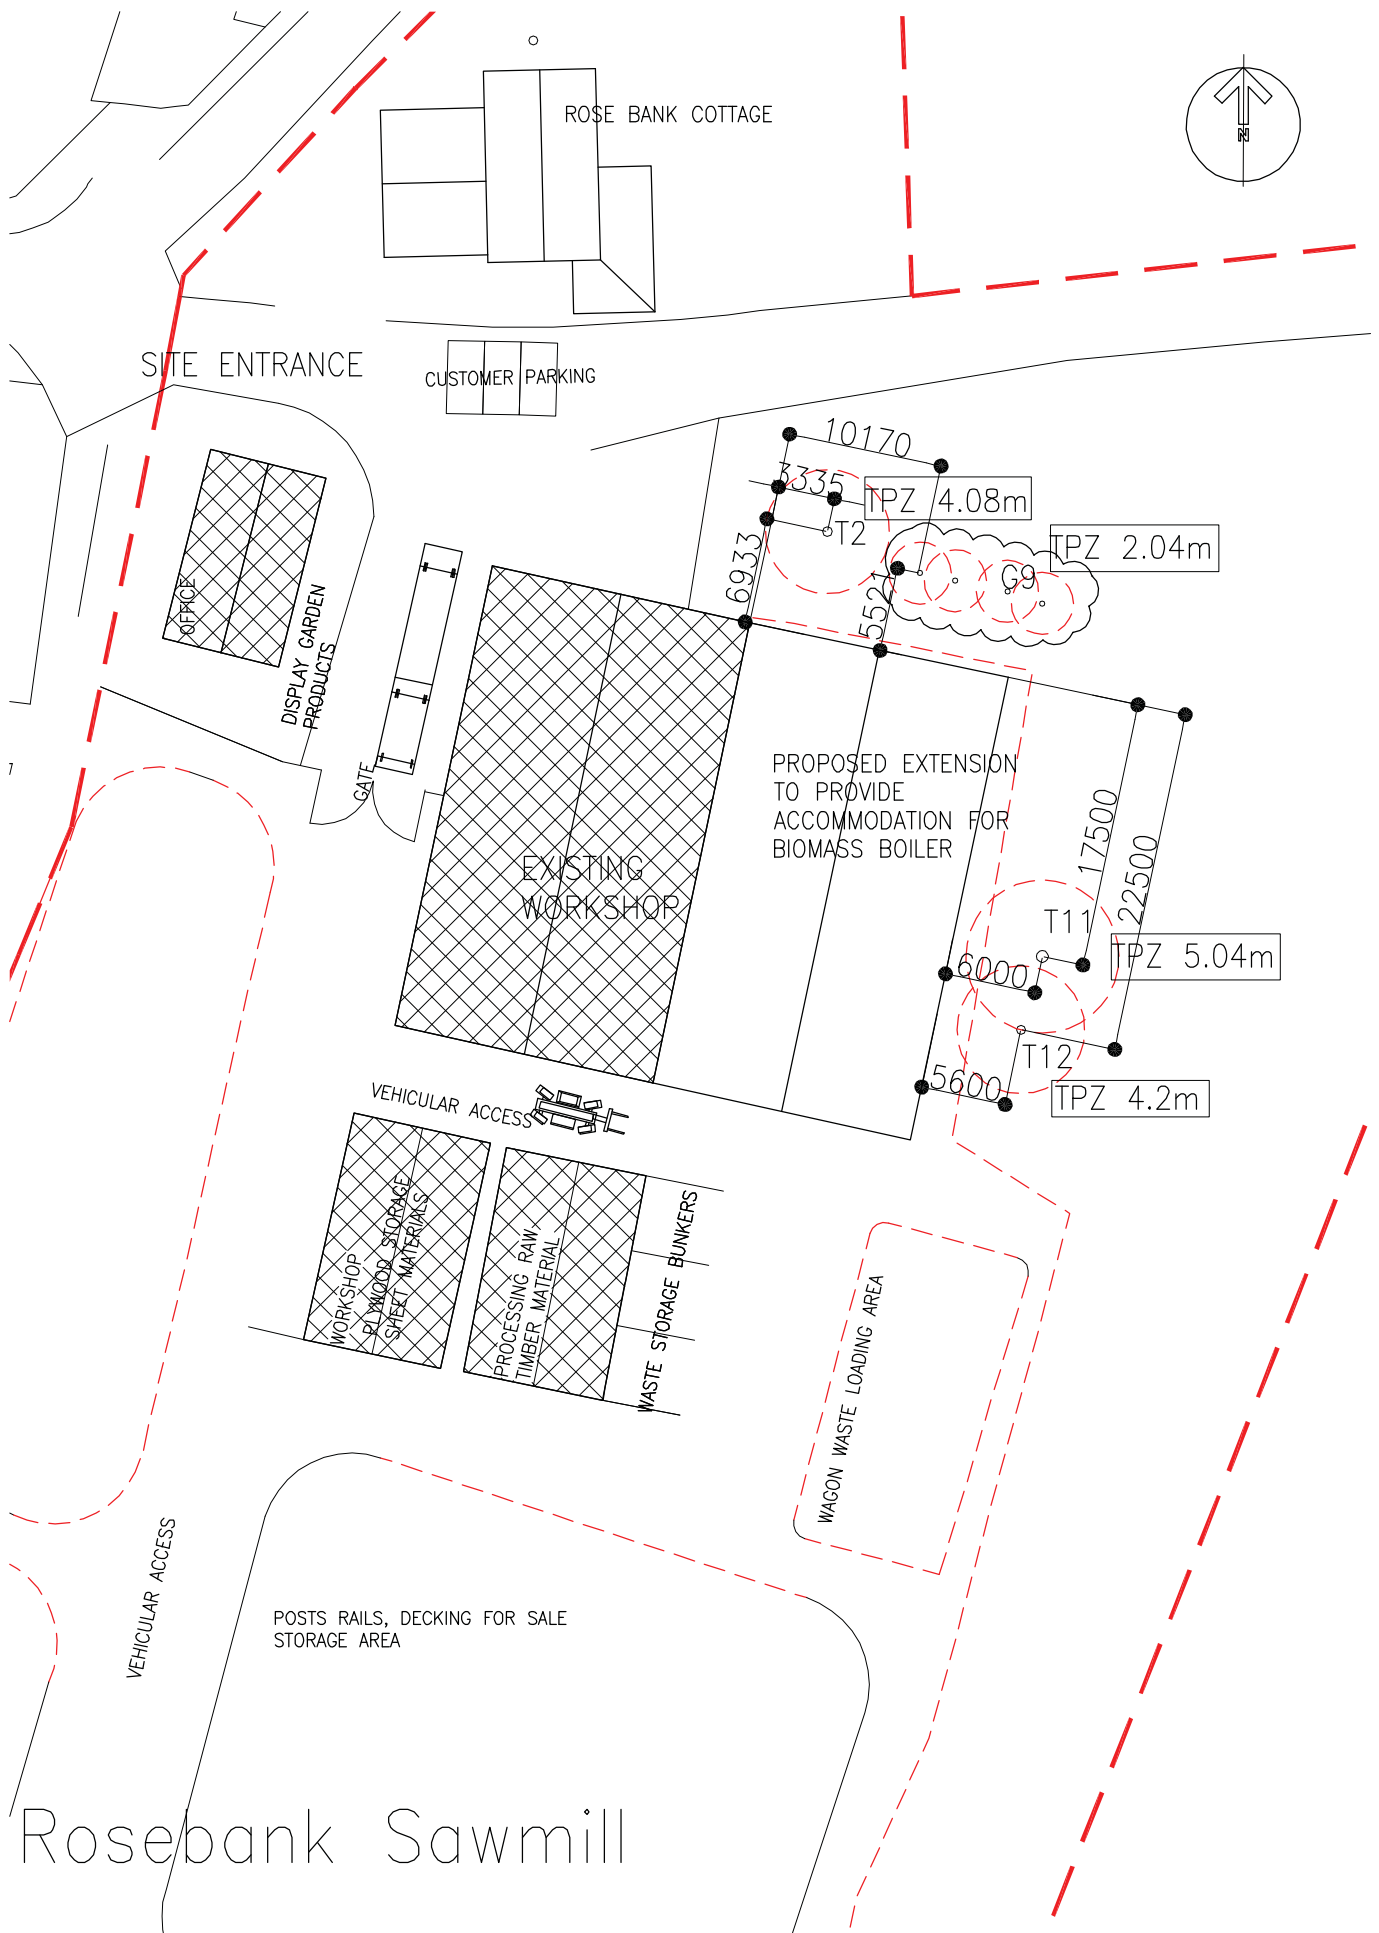 ROSE BANK COTTAGE
N
SITE ENTRANCE
CUSTOMER PARKING
10170
3335
TPZ 4.08m
T2
TPZ 2.04m
G9
6933
5521
OFFICE
DISPLAY GARDEN
PRODUCTS
GATE
PROPOSED EXTENSION
TO PROVIDE
ACCOMMODATION FOR
BIOMASS BOILER
EXISTING
WORKSHOP
17500
22500
T11
TPZ 5.04m
6000
T12
5600
TPZ 4.2m
VEHICULAR ACCESS
WORKSHOP
PLYWOOD STORAGE
SHEET MATERIALS
PROCESSING RAW
TIMBER MATERIAL
WASTE STORAGE BUNKERS
WAGON WASTE LOADING AREA
VEHICULAR ACCESS
POSTS RAILS, DECKING FOR SALE
STORAGE AREA
Rosebank Sawmill